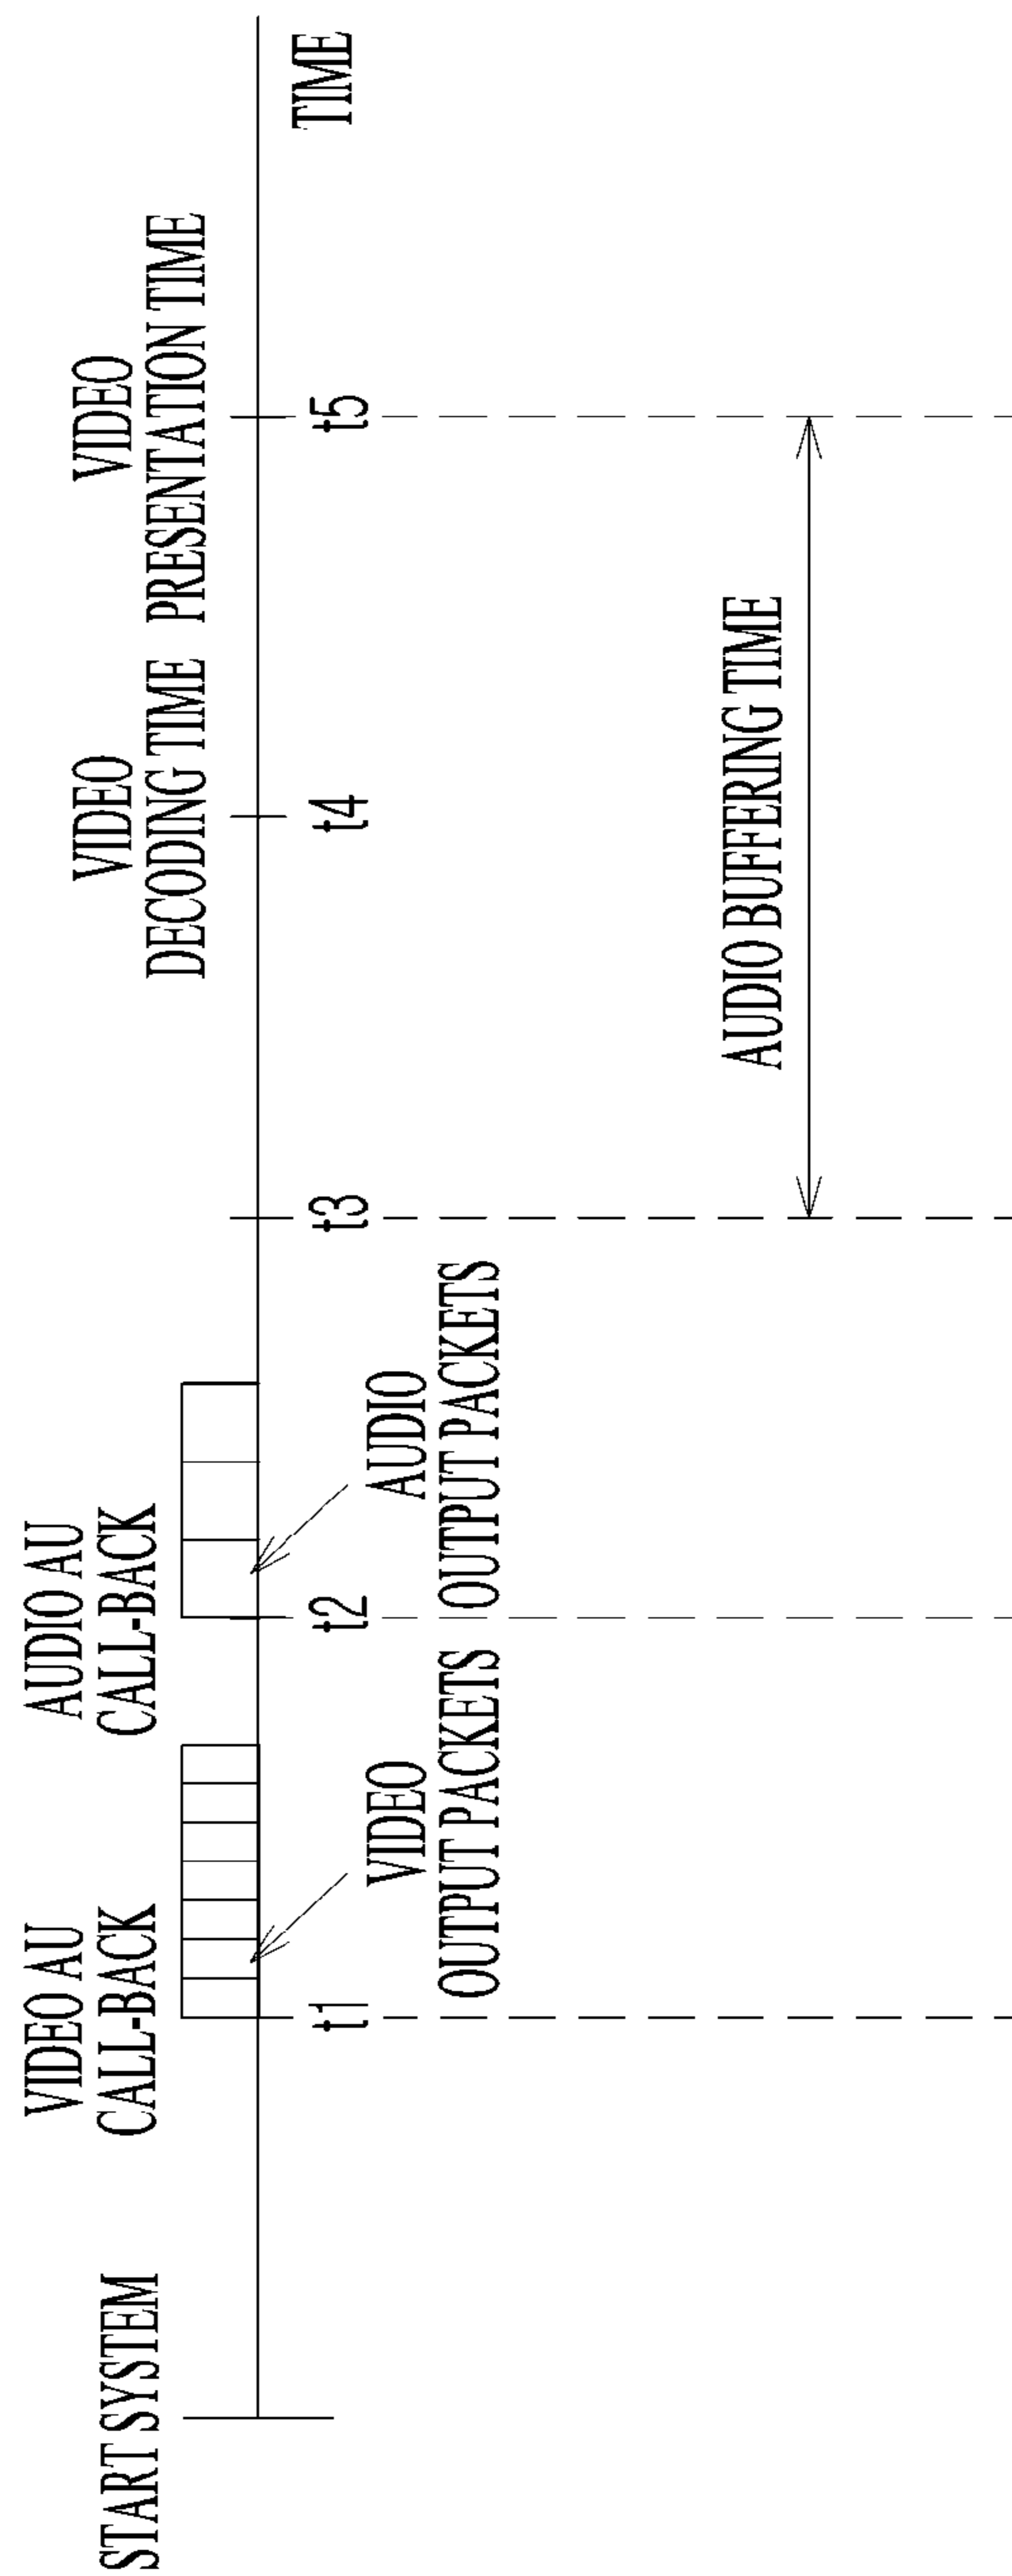 START SYSTEM
VIDEO AU
CALL-BACK
AUDIO AU
CALL-BACK
VIDEO
DECODING TIME
VIDEO
PRESENTATION TIME
t1
t2
t3
t4
t5
TIME
VIDEO
OUTPUT PACKETS
AUDIO
OUTPUT PACKETS
AUDIO BUFFERING TIME